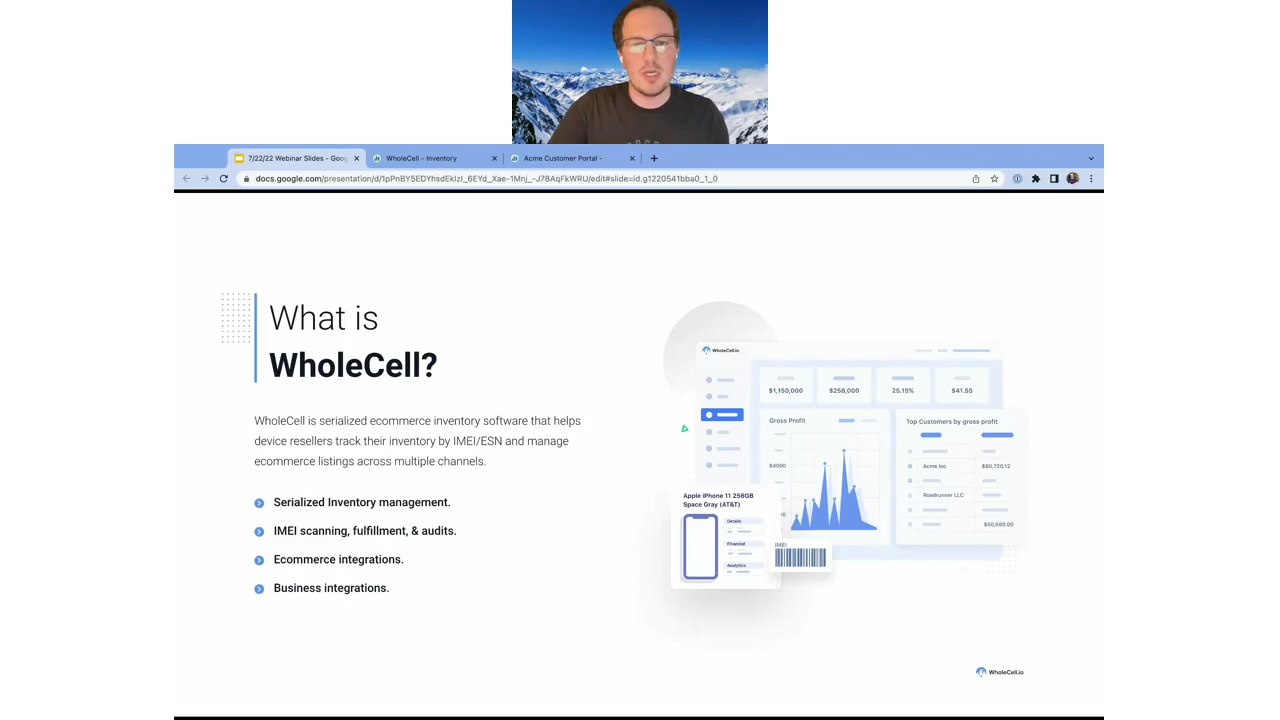 7/22/22 Webinar Slides - Goog
WholeCell - Inventory
Acme Customer Portal -
docs.google.com/presentation/d/1pPnBY5EDYhsdEkIzI_6EYd_Xae-1Mnj_-J78AqFkWRU/edit#slide=id.g1220541bba0_1_0
What is
WholeCell?
WholeCell is serialized ecommerce inventory software that helps
device resellers track their inventory by IMEI/ESN and manage
ecommerce listings across multiple channels.
Serialized Inventory management.
IMEI scanning, fulfillment, & audits.
Ecommerce integrations.
Business integrations.
WholeCell.io
$1,150,000
$258,000
25.15%
$41.55
Gross Profit
$4000
Top Customers by gross profit
Acme Inc
$80,720.12
Roadrunner LLC
$50,680.00
Apple iPhone 11 256GB
Space Gray (AT&T)
Details
Financial
Analytics
IMEI
WholeCell.io